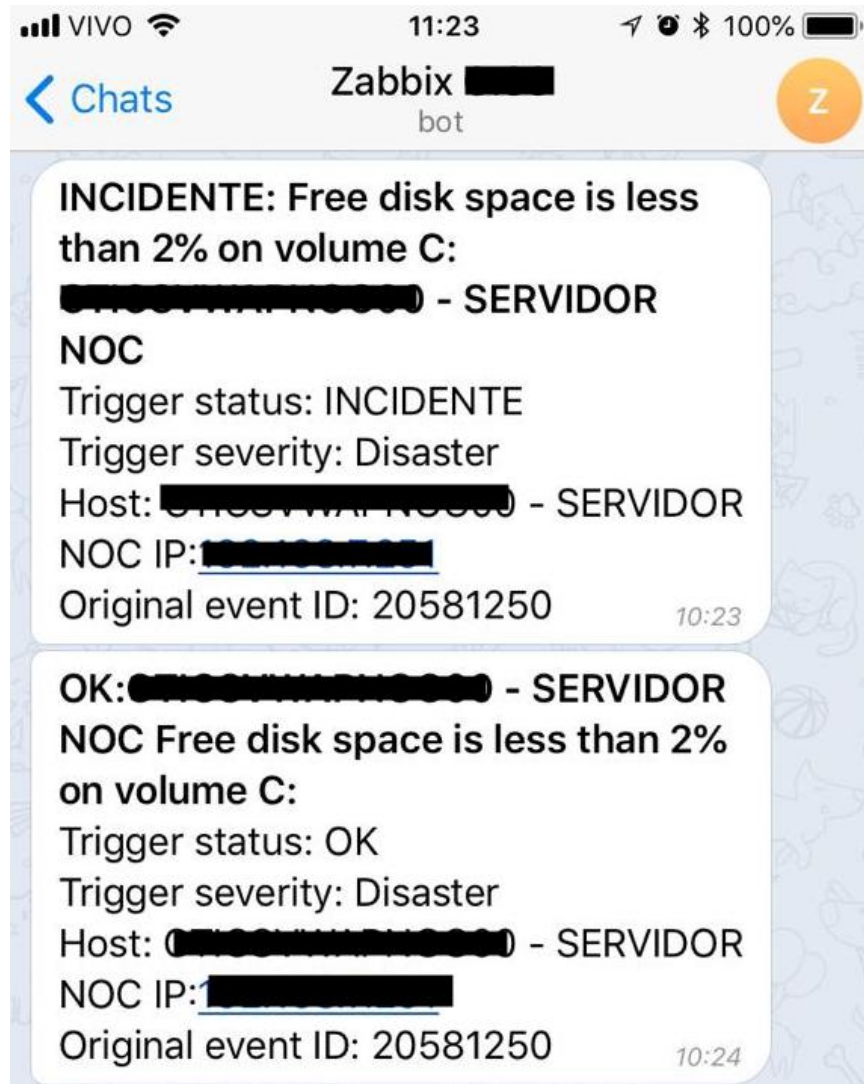 VIVO 11:23 100%
Chats Zabbix
bot
Z
INCIDENTE: Free disk space is less
than 2% on volume C:
- SERVIDOR
NOC
Trigger status: INCIDENTE
Trigger severity: Disaster
Host: - SERVIDOR
NOC IP:
Original event ID: 20581250 10:23
OK: - SERVIDOR
NOC Free disk space is less than 2%
on volume C:
Trigger status: OK
Trigger severity: Disaster
Host: - SERVIDOR
NOC IP:
Original event ID: 20581250 10:24